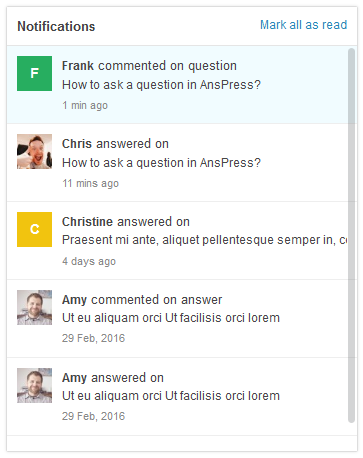 Notifications
Mark all as read
F
Frank commented on question
How to ask a question in AnsPress?
1 min ago
Chris answered on
How to ask a question in AnsPress?
11 mins ago
C
Christine answered on
Praesent mi ante, aliquet pellentesque semper in, c
4 days ago
Amy commented on answer
Ut eu aliquam orci Ut facilisis orci lorem
29 Feb, 2016
Amy answered on
Ut eu aliquam orci Ut facilisis orci lorem
29 Feb, 2016